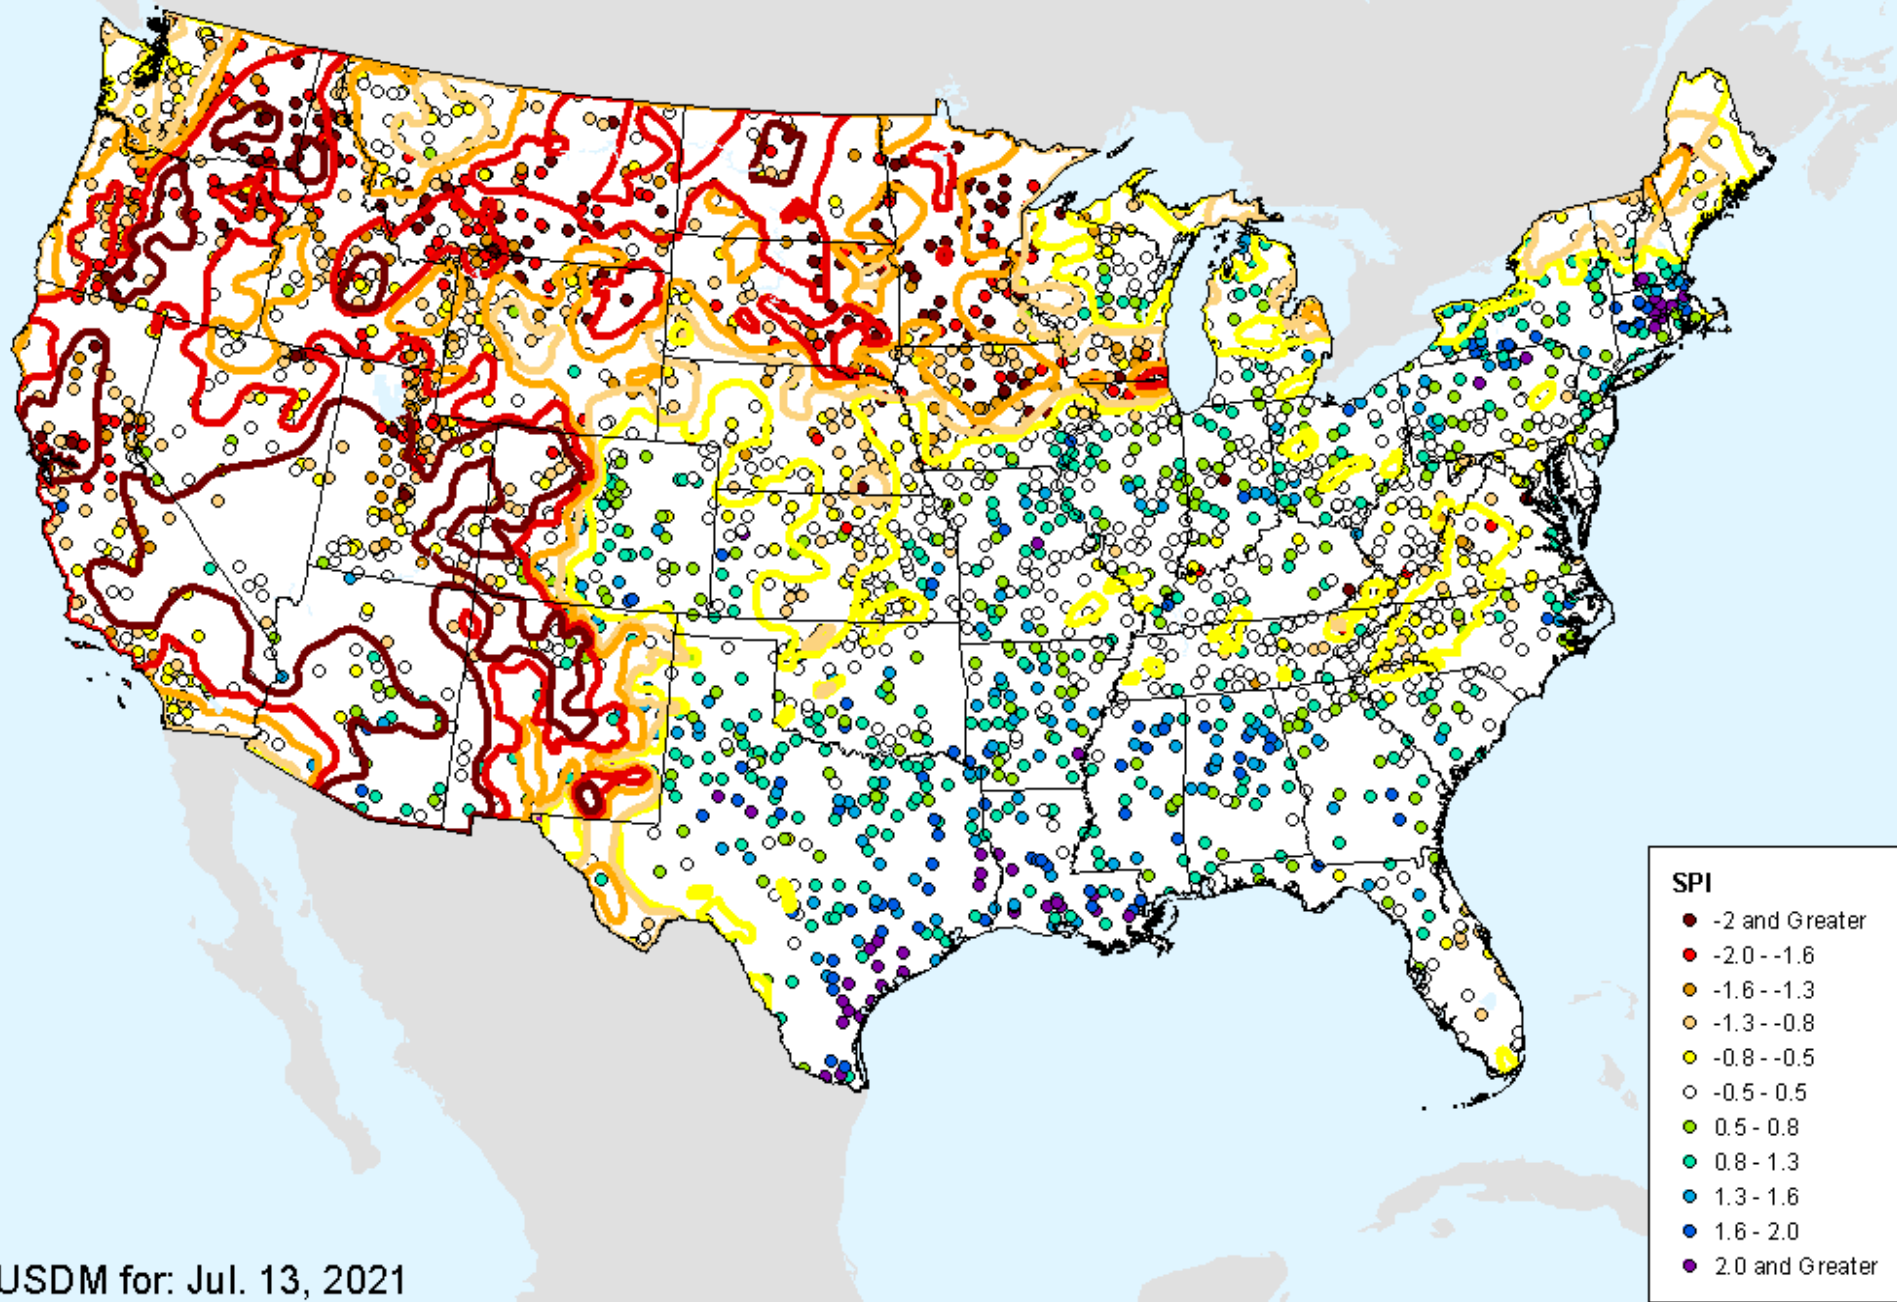 SPI
-2 and Greater
-2.0 - -1.6
-1.6 - -1.3
-1.3 - -0.8
-0.8 - -0.5
-0.5 - 0.5
0.5 - 0.8
0.8 - 1.3
1.3 - 1.6
1.6 - 2.0
2.0 and Greater
USDM for: Jul. 13, 2021